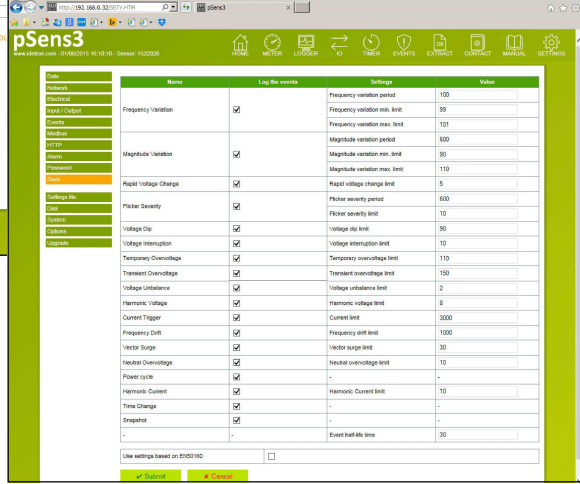 http://192.168.0.32/SETV.HTM
pSens3
pSens3
www.eletron.com - 01/06/2015 16:10:10 - Sensor: 1522026
HOME METER LOGGER IO TIMER EVENTS EXTRACT CONTACT MANUAL SETTINGS
Date
Network
Electrical
Input / Output
Events
Modbus
HTTP
Alarm
Password
Save
Settings file
Disk
System
Options
Upgrade
Name Log the events Settings Value
Frequency Variation Frequency variation period 100
Frequency variation min. limit 99
Frequency variation max. limit 101
Magnitude Variation Magnitude variation period 600
Magnitude variation min. limit 90
Magnitude variation max. limit 110
Rapid Voltage Change Rapid voltage change limit 5
Flicker Severity Flicker severity period 600
Flicker severity limit 10
Voltage Dip Voltage dip limit 90
Voltage Interruption Voltage interruption limit 10
Temporary Overvoltage Temporary overvoltage limit 110
Transient Overvoltage Transient overvoltage limit 150
Voltage Unbalance Voltage unbalance limit 2
Harmonic Voltage Harmonic voltage limit 8
Current Trigger Current limit 3000
Frequency Drift Frequency drift limit 1000
Vector Surge Vector surge limit 30
Neutral Overvoltage Neutral overvoltage limit 10
Power cycle - -
Harmonic Current Harmonic Current limit 10
Time Change - -
Snapshot - -
- - Event half-life time 30
Use settings based on EN50160
Submit Cancel